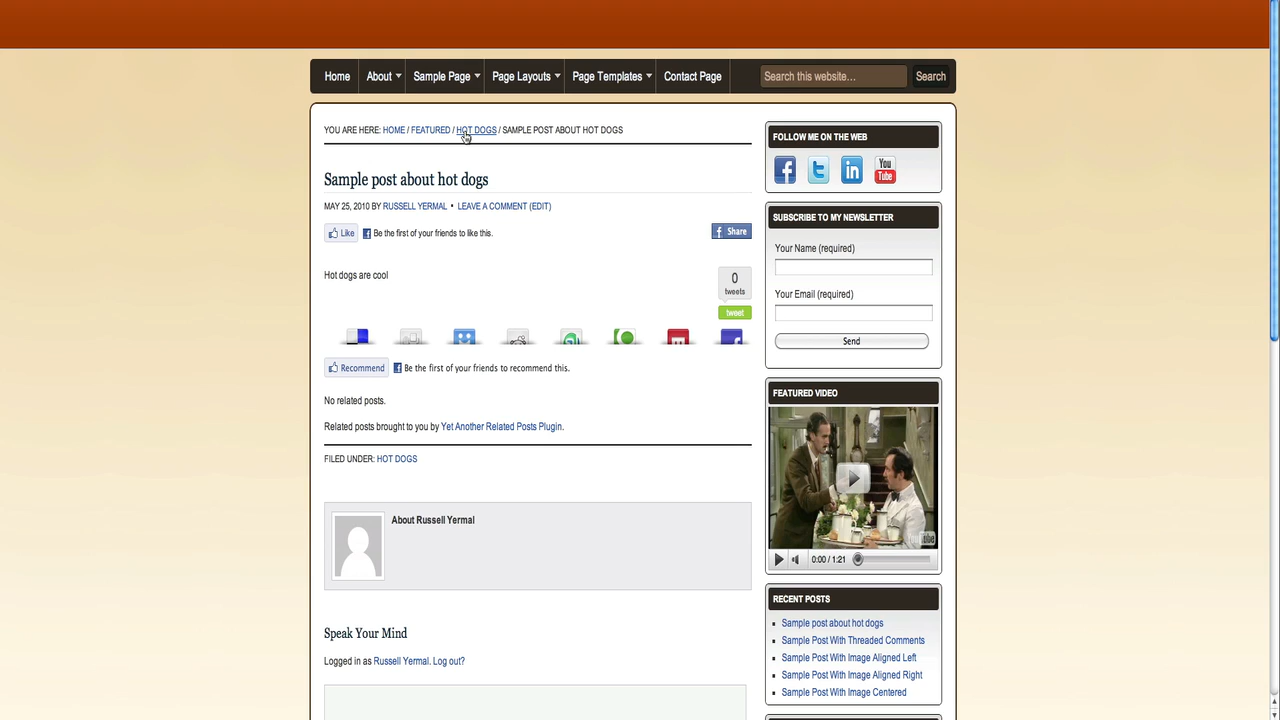 Home About Sample Page Page Layouts Page Templates Contact Page Search this website... Search
YOU ARE HERE: HOME / FEATURED / HOT DOGS / SAMPLE POST ABOUT HOT DOGS
Sample post about hot dogs
MAY 25, 2010 BY RUSSELL YERMAL • LEAVE A COMMENT (EDIT)
Like Be the first of your friends to like this. Share
Hot dogs are cool
0
tweets
tweet
Recommend Be the first of your friends to recommend this.
No related posts.
Related posts brought to you by Yet Another Related Posts Plugin.
FILED UNDER: HOT DOGS
About Russell Yermal
Speak Your Mind
Logged in as Russell Yermal. Log out?
FOLLOW ME ON THE WEB
You
Tube
SUBSCRIBE TO MY NEWSLETTER
Your Name (required)
Your Email (required)
Send
FEATURED VIDEO
0:00 / 1:21
RECENT POSTS
Sample post about hot dogs
Sample Post With Threaded Comments
Sample Post With Image Aligned Left
Sample Post With Image Aligned Right
Sample Post With Image Centered